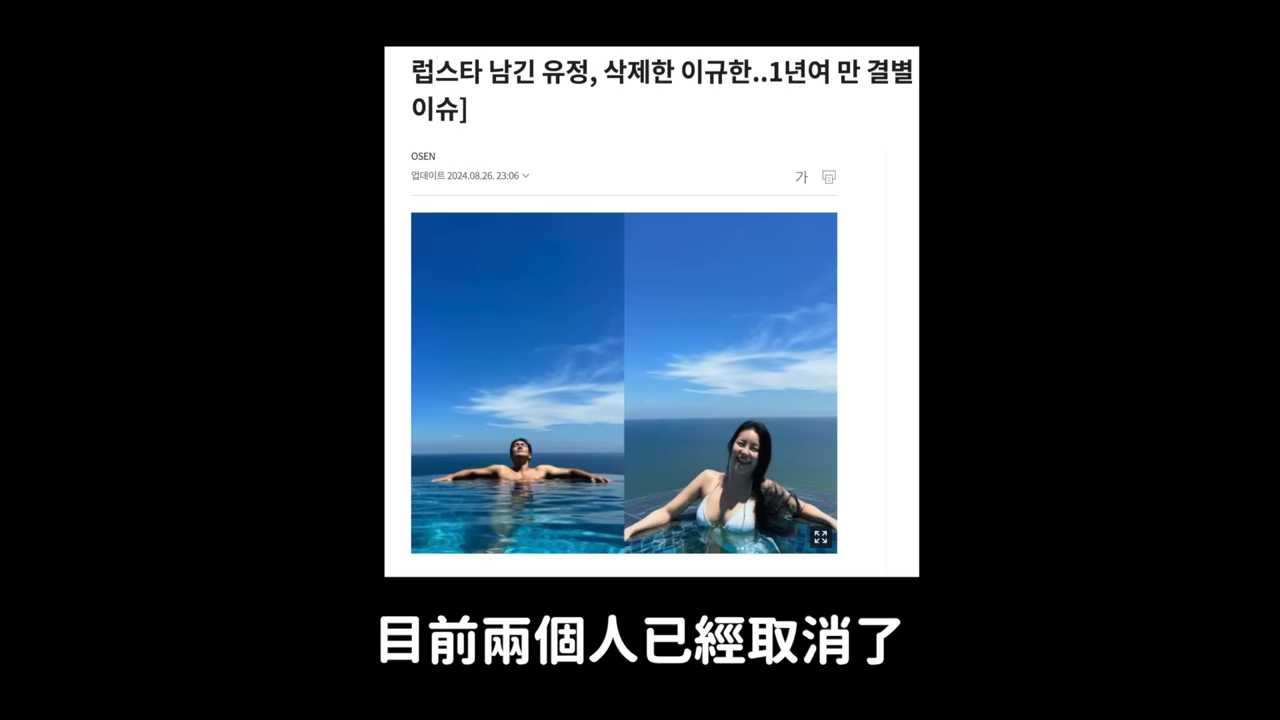 럽스타 남긴 유정, 삭제한 이규한..1년여 만 결별
이슈]
OSEN
업데이트 2024.08.26. 23:06
가
目前兩個人已經取消了